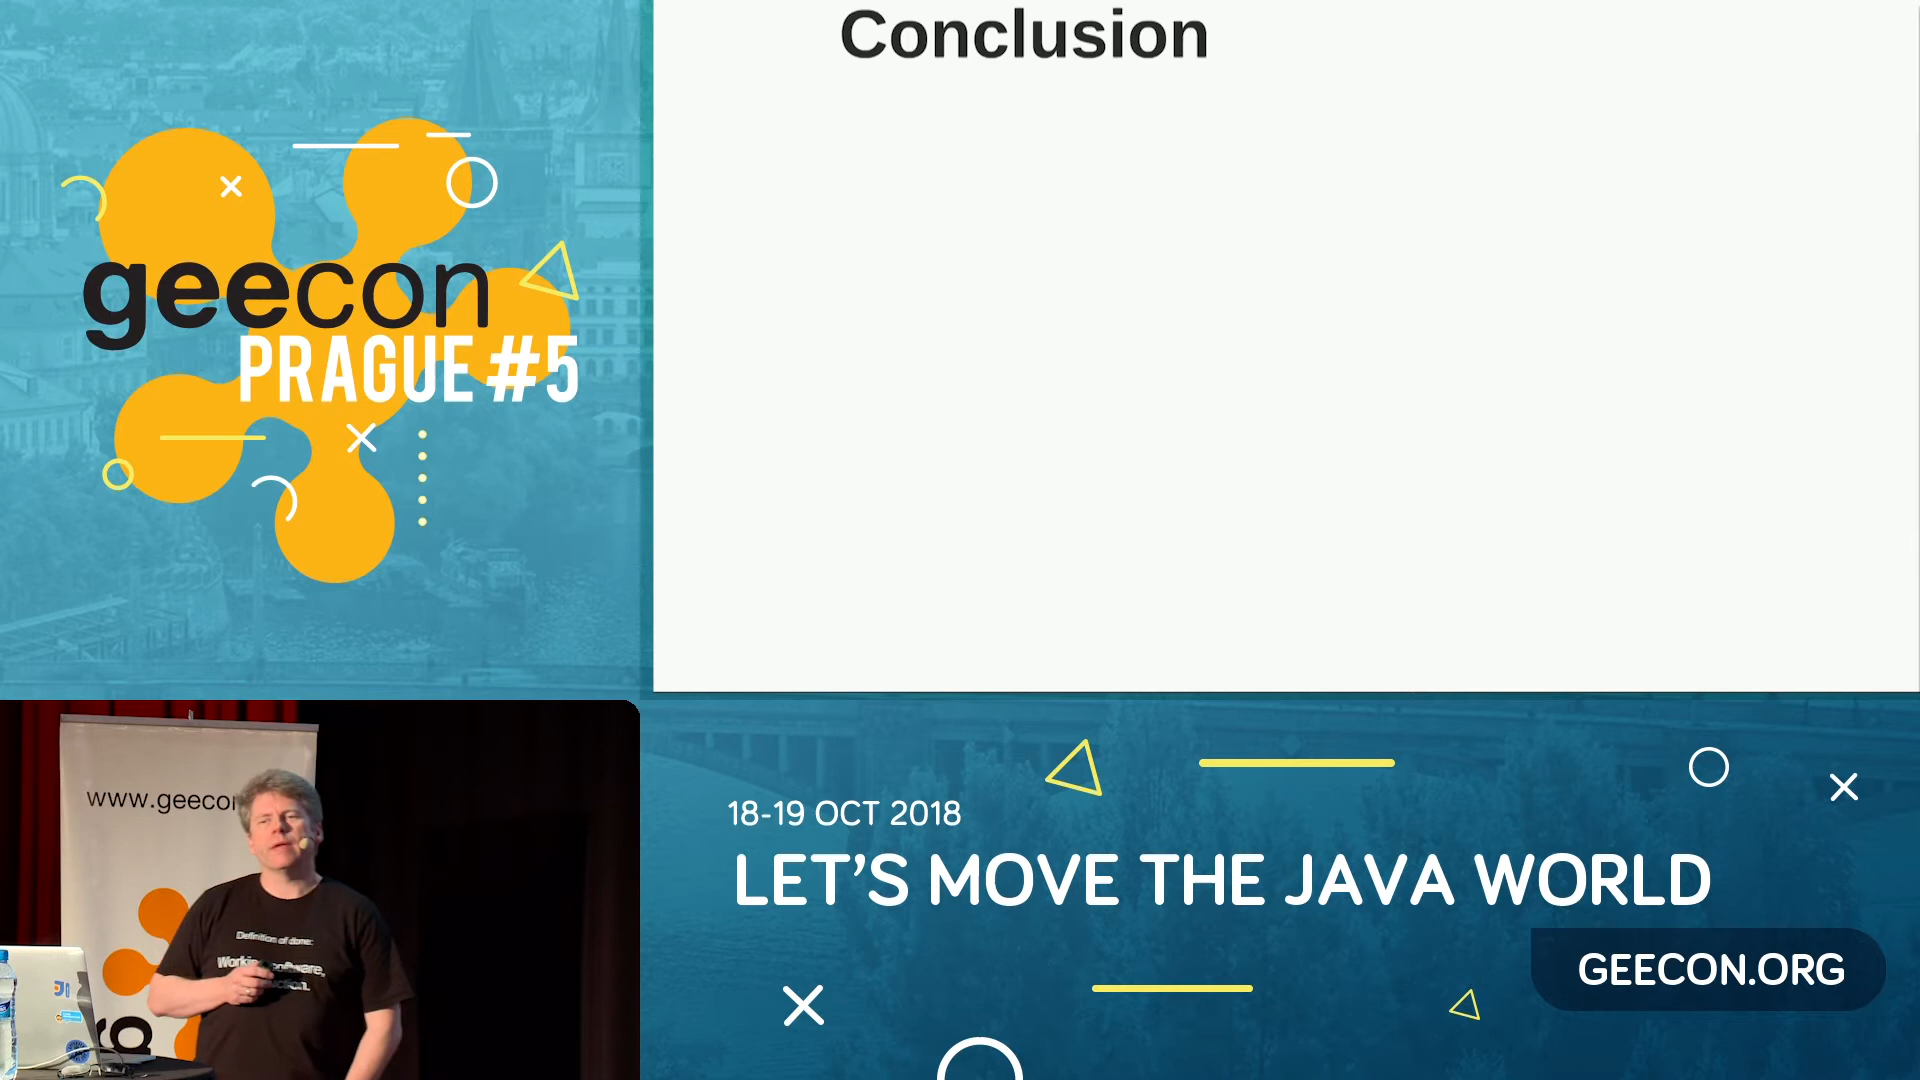 Conclusion
geecon
PRAGUE #5
www.geecon
Definition of done:
18-19 OCT 2018
LET'S MOVE THE JAVA WORLD
GEECON.ORG